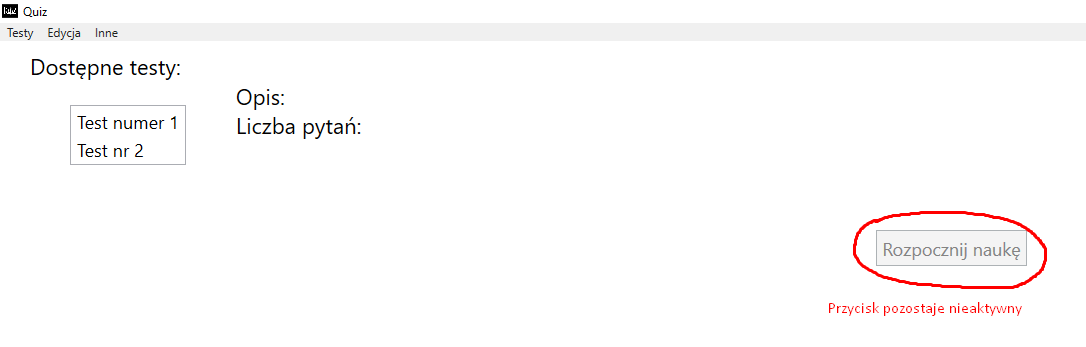 Quiz
Testy Edycja Inne
Dostępne testy:
Opis:
Test numer 1
Liczba pytań:
Test nr 2
Rozpocznij naukę
Przycisk pozostaje nieaktywny